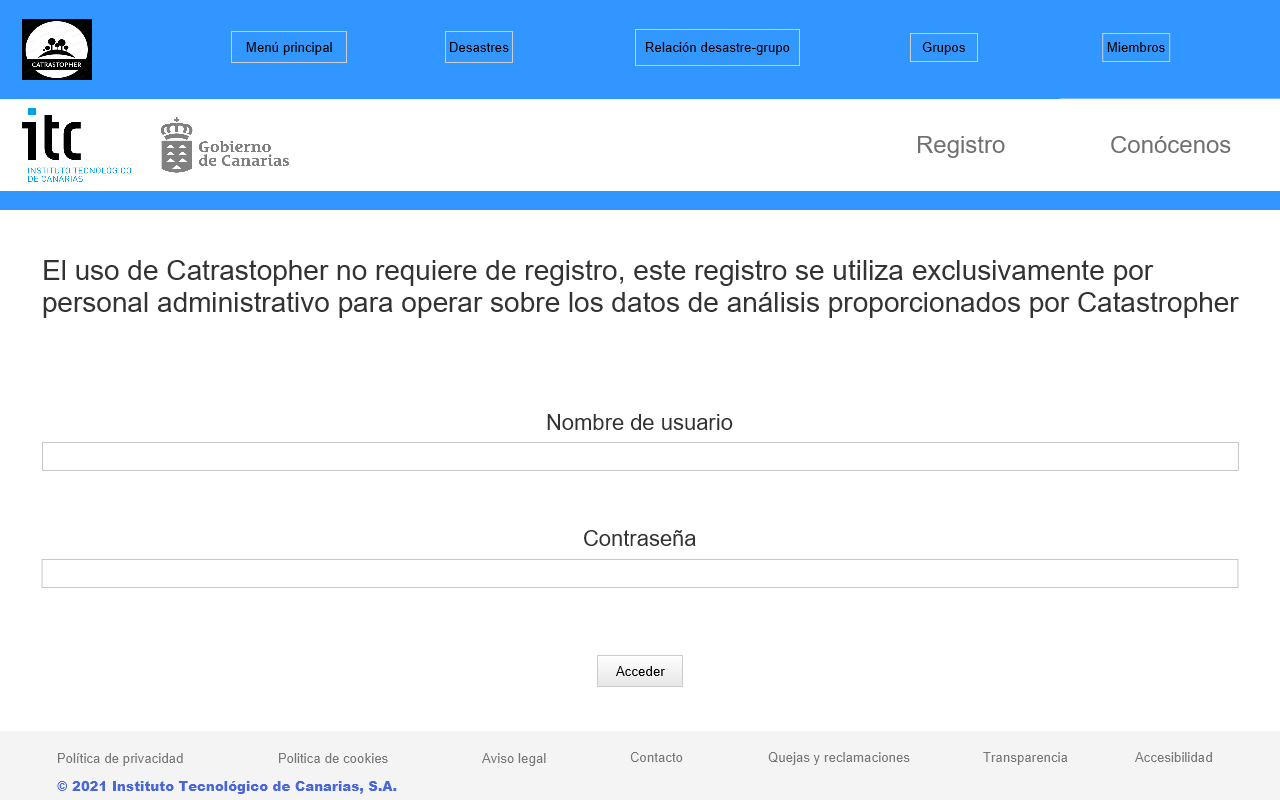 CATRASTOPHER
Menú principal
Desastres
Relación desastre-grupo
Grupos
Miembros
itc
INSTITUTO TECNOLÓGICO
DE CANARIAS
Gobierno
de Canarias
Registro
Conócenos
El uso de Catrastopher no requiere de registro, este registro se utiliza exclusivamente por
personal administrativo para operar sobre los datos de análisis proporcionados por Catastropher
Nombre de usuario
Contraseña
Acceder
Política de privacidad
Politica de cookies
Aviso legal
Contacto
Quejas y reclamaciones
Transparencia
Accesibilidad
© 2021 Instituto Tecnológico de Canarias, S.A.